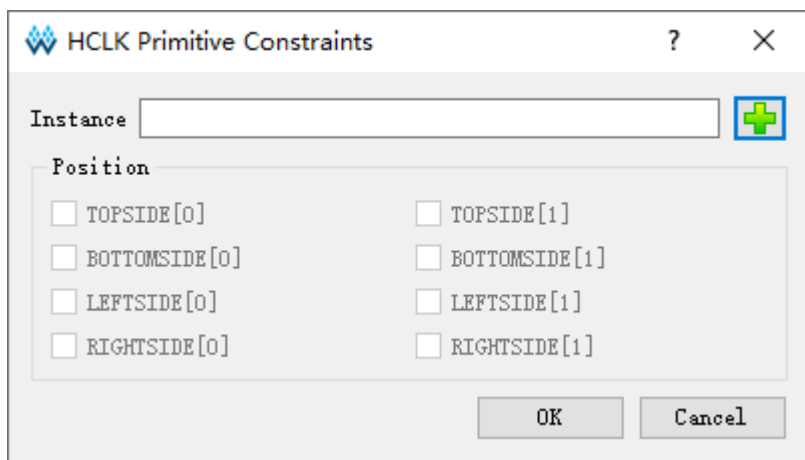 HCLK Primitive Constraints ?
Instance
Position
TOPSIDE[0] TOPSIDE[1]
BOTTOMSIDE[0] BOTTOMSIDE[1]
LEFTSIDE[0] LEFTSIDE[1]
RIGHTSIDE[0] RIGHTSIDE[1]
OK Cancel